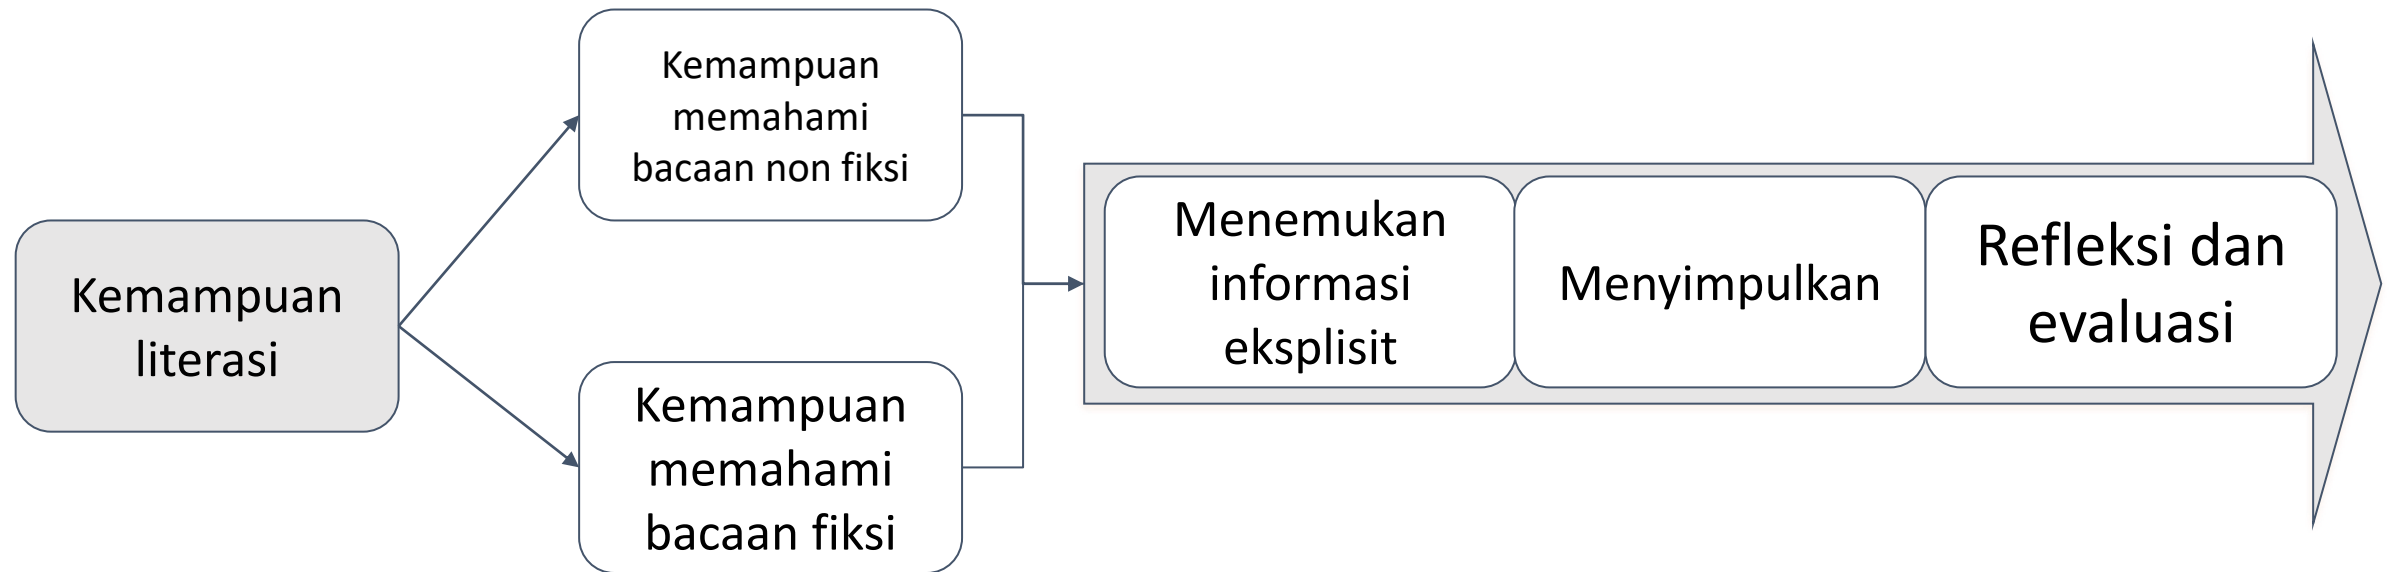 Kemampuan
literasi
Kemampuan
memahami
bacaan non fiksi
Kemampuan
memahami
bacaan fiksi
Menemukan
informasi
eksplisit
Menyimpulkan
Refleksi dan
evaluasi